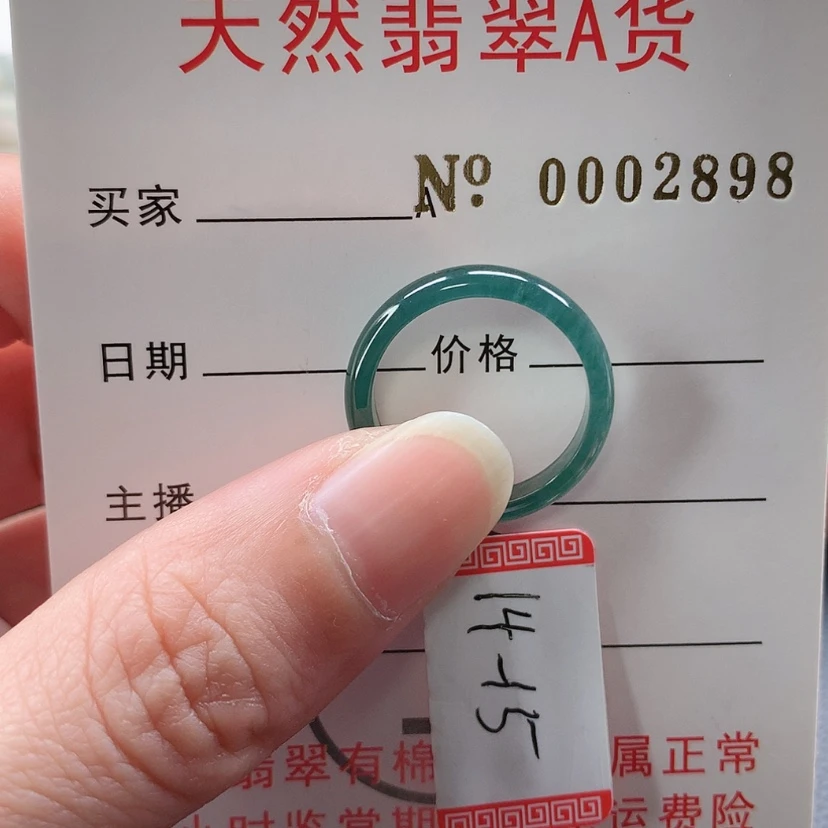 天然翡翠A货
买家 № 0002898
日期 价格
主播
14-15
翡翠有棉 属正常
小时鉴赏期 运费险